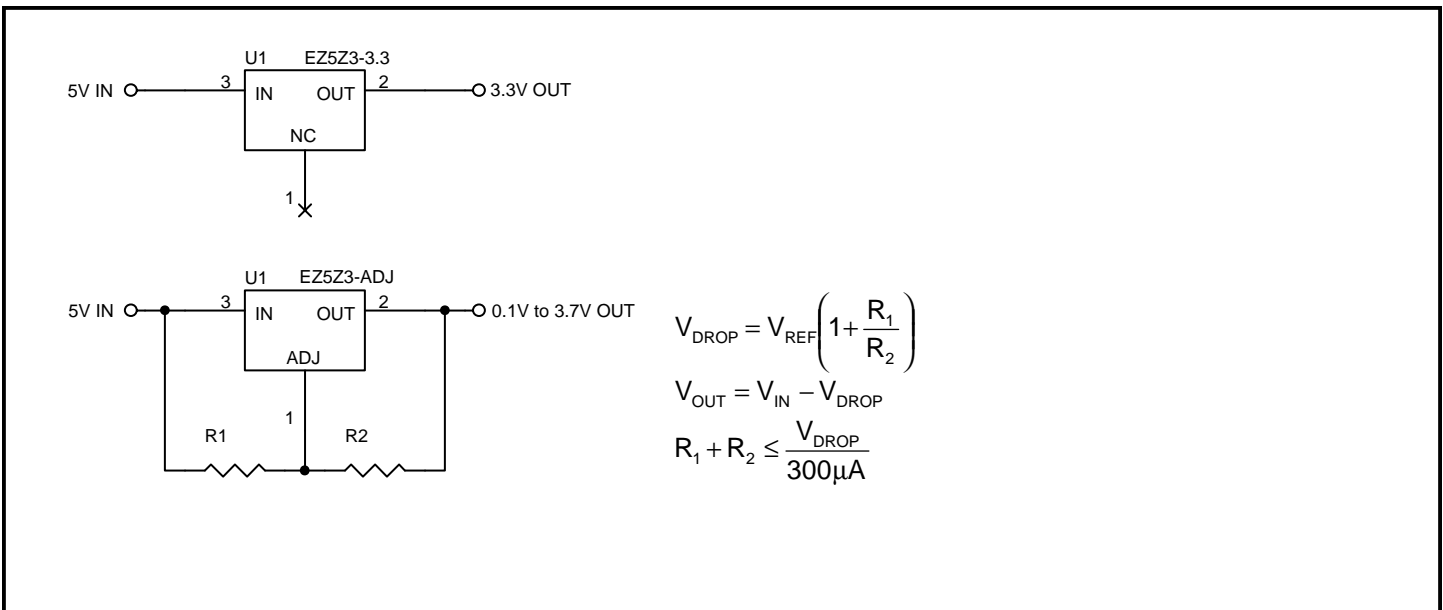 U1 EZ5Z3-3.3
5V IN 3 IN OUT 2 3.3V OUT
NC
1
U1 EZ5Z3-ADJ
5V IN 3 IN OUT 2 0.1V to 3.7V OUT
ADJ
1
R1 R2
V_DROP = V_REF(1+R_1/R_2)
V_OUT = V_IN − V_DROP
R_1 + R_2 ≤ V_DROP/300μA